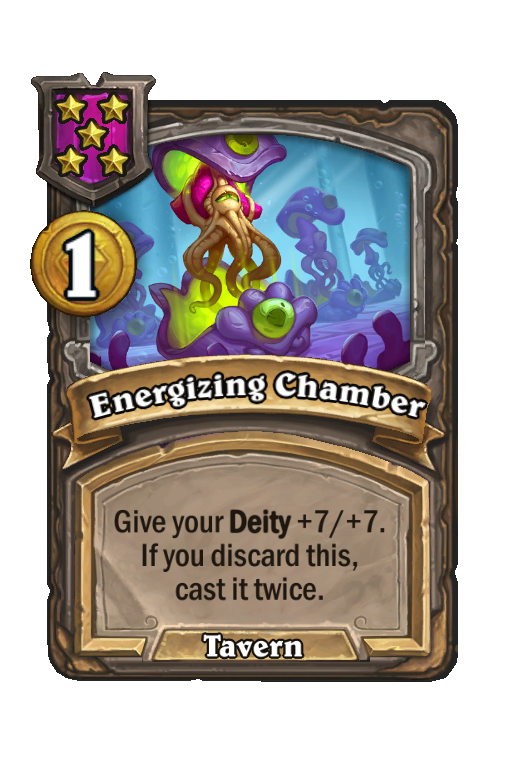 1
Energizing Chamber
Give your Deity +7/+7.
If you discard this,
cast it twice.
Tavern